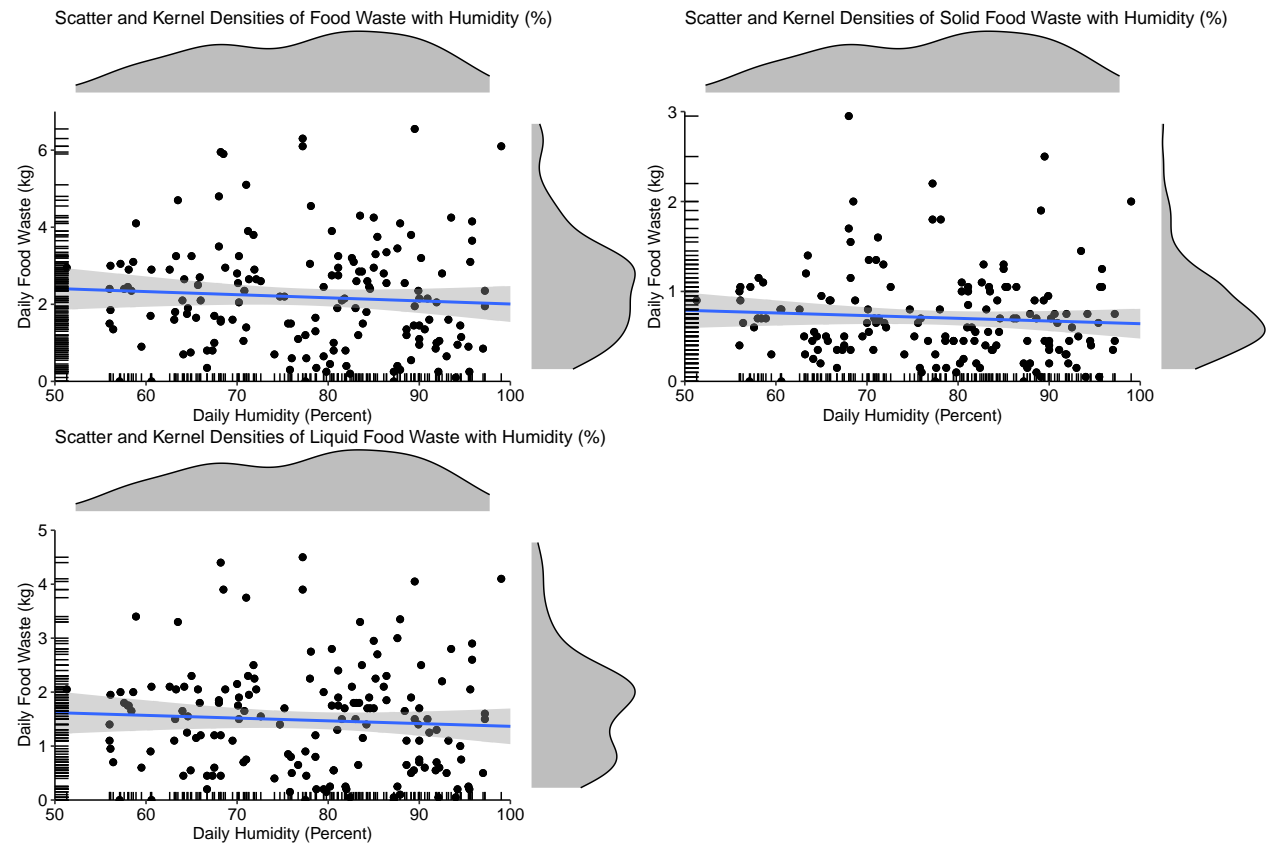 Scatter and Kernel Densities of Food Waste with Humidity (%)
Daily Food Waste (kg)
6
4
2
0
50 60 70 80 90 100
Daily Humidity (Percent)
Scatter and Kernel Densities of Solid Food Waste with Humidity (%)
Daily Food Waste (kg)
3
2
1
0
50 60 70 80 90 100
Daily Humidity (Percent)
Scatter and Kernel Densities of Liquid Food Waste with Humidity (%)
Daily Food Waste (kg)
5
4
3
2
1
0
50 60 70 80 90 100
Daily Humidity (Percent)